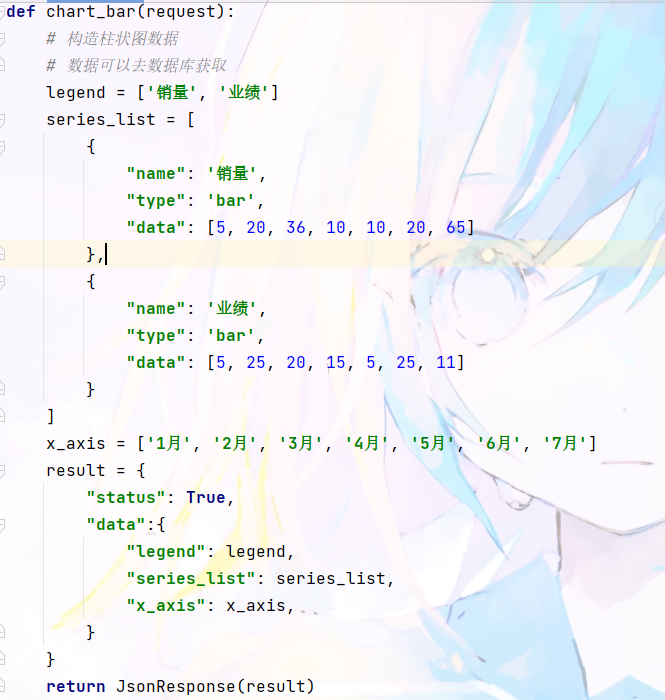 def chart_bar(request):
    # 构造柱状图数据
    # 数据可以去数据库获取
    legend = ['销量', '业绩']
    series_list = [
        {
            "name": '销量',
            "type": 'bar',
            "data": [5, 20, 36, 10, 10, 20, 65]
        },
        {
            "name": '业绩',
            "type": 'bar',
            "data": [5, 25, 20, 15, 5, 25, 11]
        }
    ]
    x_axis = ['1月', '2月', '3月', '4月', '5月', '6月', '7月']
    result = {
        "status": True,
        "data":{
            "legend": legend,
            "series_list": series_list,
            "x_axis": x_axis,
        }
    }
    return JsonResponse(result)